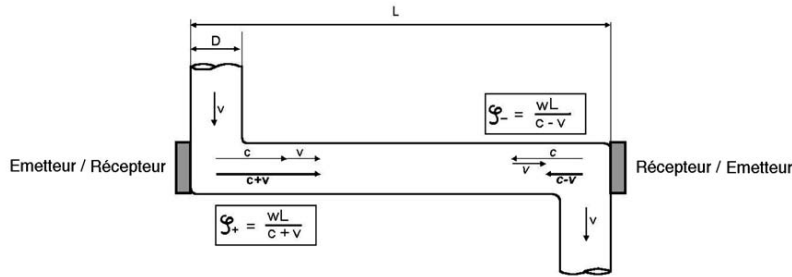 L
D
v
φ₋ = wL / (c - v)
c v
c+v
c
v
c-v
Emetteur / Récepteur
Récepteur / Emetteur
φ₊ = wL / (c + v)
v